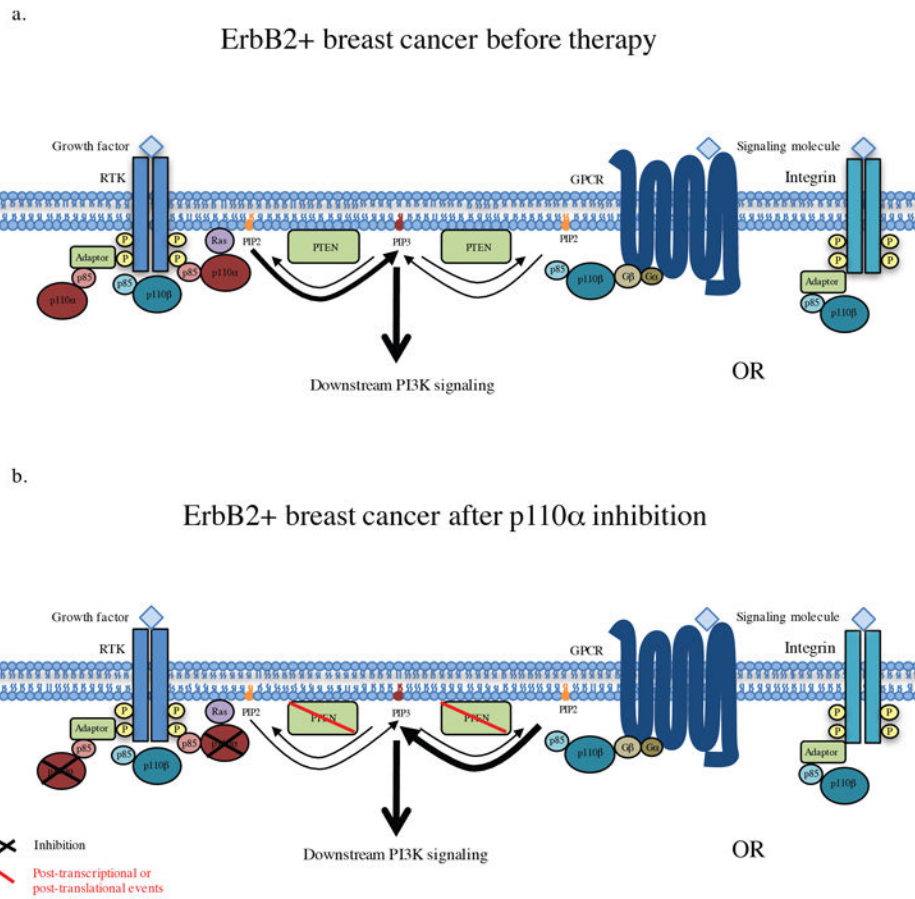 a.
ErbB2+ breast cancer before therapy
Growth factor
RTK
GPCR
Signaling molecule
Integrin
P
P
P
P
Adaptor
p85
p110α
p85
p110β
p85
p110α
Ras
PIP2
PTEN
PIP3
PTEN
PIP2
p85
p110β
Gβ
Gα
P
P
P
P
Adaptor
p85
p110β
Downstream PI3K signaling
OR
b.
ErbB2+ breast cancer after p110α inhibition
Growth factor
RTK
GPCR
Signaling molecule
Integrin
P
P
P
P
Adaptor
p85
p85
p110β
p85
Ras
PIP2
PTEN
PIP3
PTEN
PIP2
p85
p110β
Gβ
Gα
P
P
P
P
Adaptor
p85
p110β
Downstream PI3K signaling
OR
Inhibition
Post-transcriptional or
post-translational events